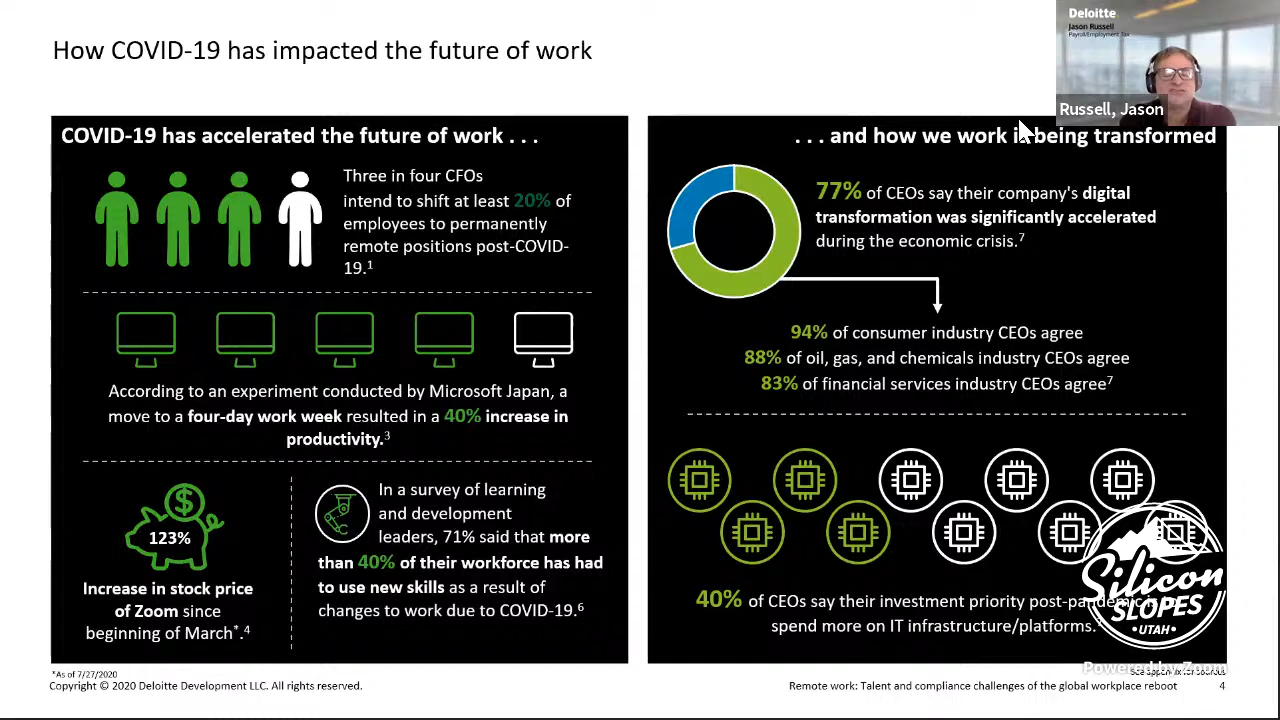 How COVID-19 has impacted the future of work
Deloitte
Jason Russell
Payroll/Employment Tax
Russell, Jason
COVID-19 has accelerated the future of work . . .
Three in four CFOs
intend to shift at least 20% of
employees to permanently
remote positions post-COVID-
19.1
According to an experiment conducted by Microsoft Japan, a
move to a four-day work week resulted in a 40% increase in
productivity.3
$
123%
Increase in stock price
of Zoom since
beginning of March*.4
In a survey of learning
and development
leaders, 71% said that more
than 40% of their workforce has had
to use new skills as a result of
changes to work due to COVID-19.6
. . . and how we work is being transformed
77% of CEOs say their company's digital
transformation was significantly accelerated
during the economic crisis.7
94% of consumer industry CEOs agree
88% of oil, gas, and chemicals industry CEOs agree
83% of financial services industry CEOs agree7
40% of CEOs say their investment priority post-pandemic is to
spend more on IT infrastructure/platforms.
Silicon
SLOPES
• UTAH •
Powered by Zoom
*As of 7/27/2020
See appendix for sources
Copyright © 2020 Deloitte Development LLC. All rights reserved.
Remote work: Talent and compliance challenges of the global workplace reboot
4